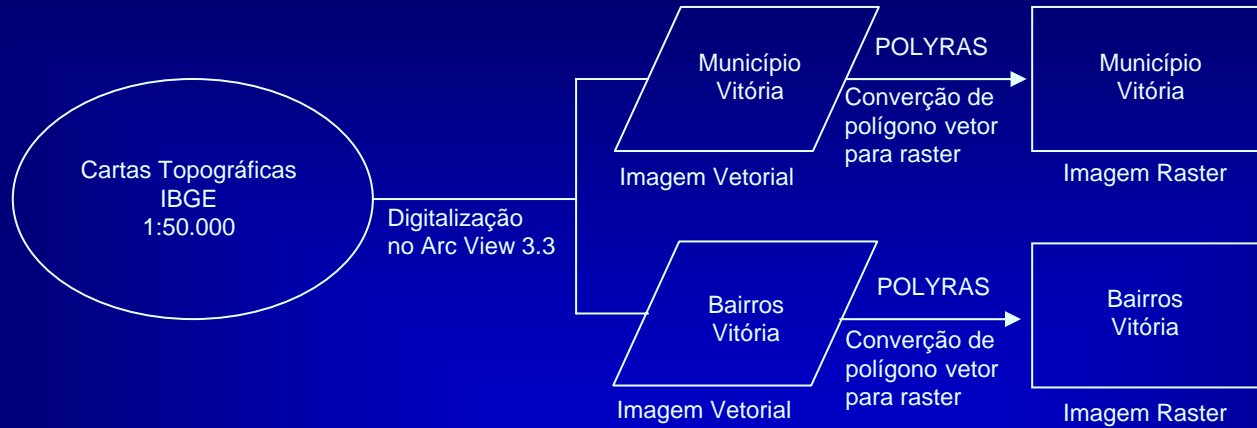 Cartas Topográficas
IBGE
1:50.000
Digitalização
no Arc View 3.3
Município
Vitória
Imagem Vetorial
POLYRAS
Converção de
polígono vetor
para raster
Município
Vitória
Imagem Raster
Bairros
Vitória
Imagem Vetorial
POLYRAS
Converção de
polígono vetor
para raster
Bairros
Vitória
Imagem Raster